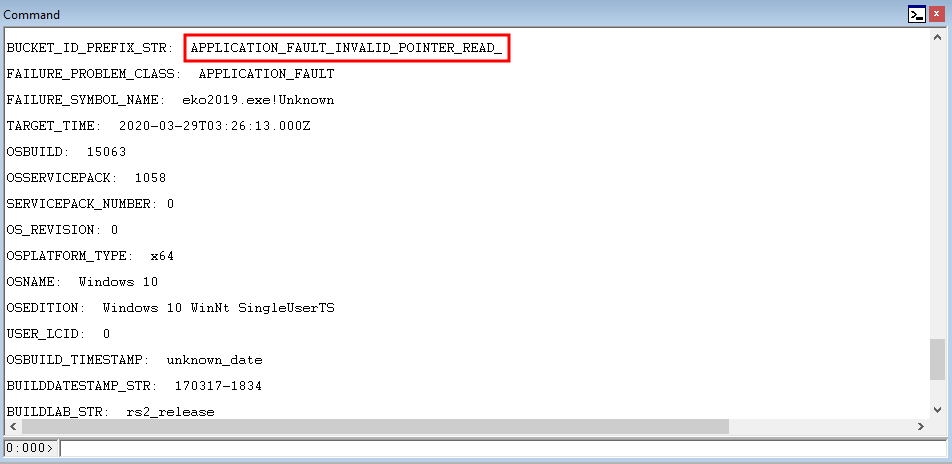 Command
BUCKET_ID_PREFIX_STR:  APPLICATION_FAULT_INVALID_POINTER_READ_
FAILURE_PROBLEM_CLASS:  APPLICATION_FAULT
FAILURE_SYMBOL_NAME:  eko2019.exe!Unknown
TARGET_TIME:  2020-03-29T03:26:13.000Z
OSBUILD:  15063
OSSERVICEPACK:  1058
SERVICEPACK_NUMBER: 0
OS_REVISION: 0
OSPLATFORM_TYPE:  x64
OSNAME:  Windows 10
OSEDITION:  Windows 10 WinNt SingleUserTS
USER_LCID:  0
OSBUILD_TIMESTAMP:  unknown_date
BUILDDATESTAMP_STR:  170317-1834
BUILDLAB_STR:  rs2_release
0:000>